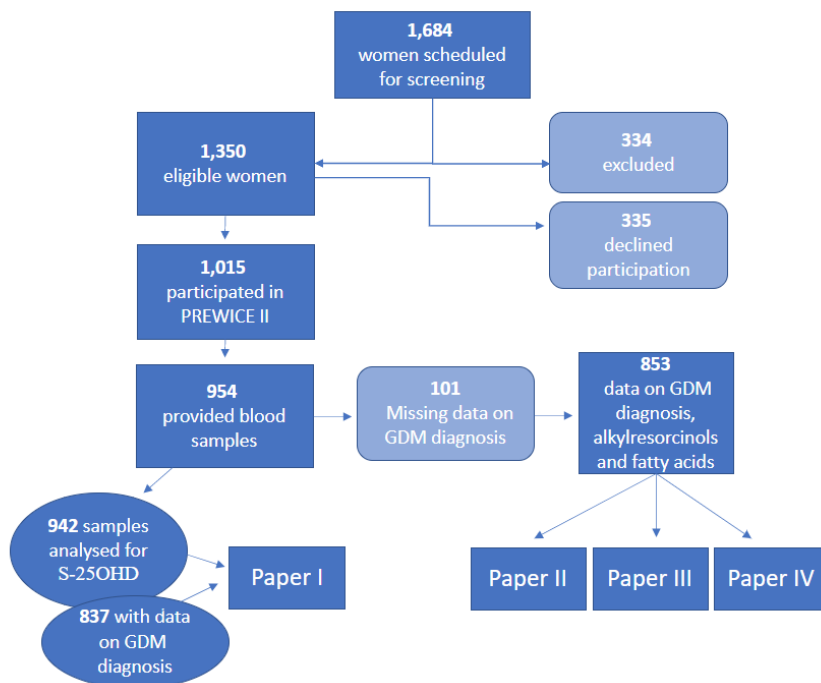 1,684
women scheduled
for screening
1,350
eligible women
334
excluded
335
declined
participation
1,015
participated in
PREWICE II
954
provided blood
samples
101
Missing data on
GDM diagnosis
853
data on GDM
diagnosis,
alkylresorcinols
and fatty acids
942 samples
analysed for
S-25OHD
837 with data
on GDM
diagnosis
Paper I
Paper II
Paper III
Paper IV